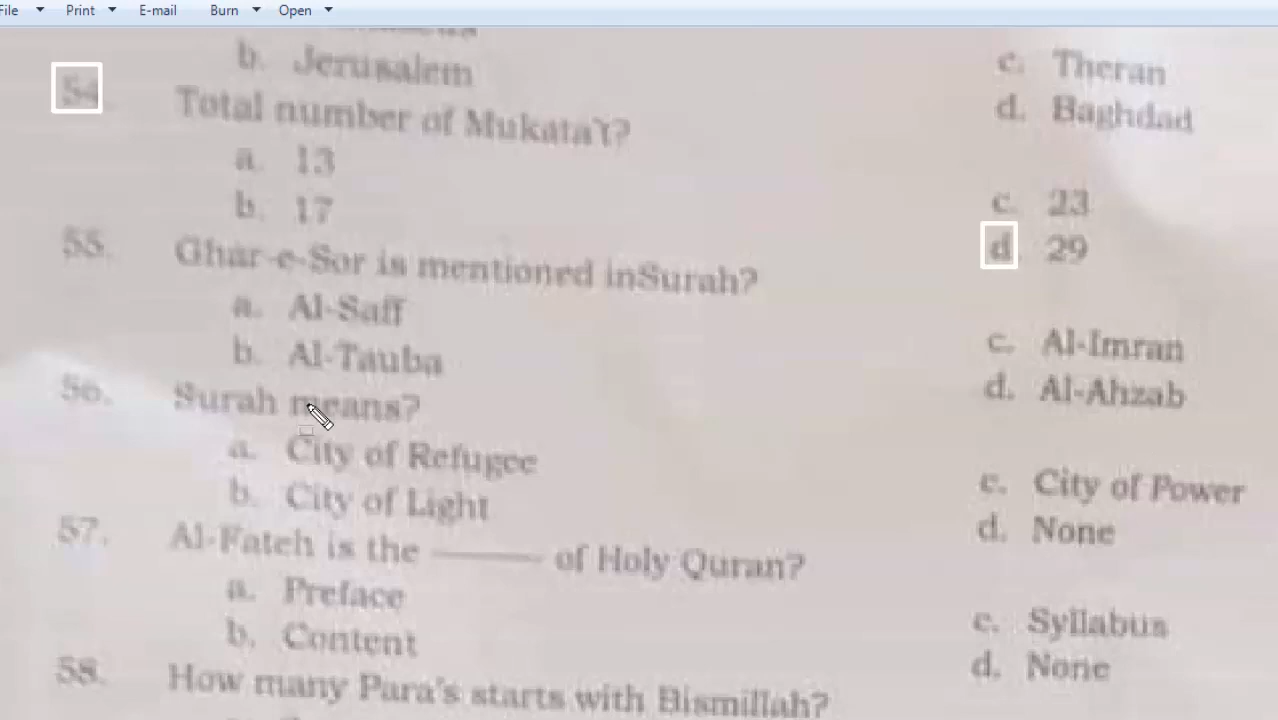 File Print E-mail Burn Open
b. Jerusalem
c. Theran
d. Baghdad
54. Total number of
a. 13
b. 17
c. 23
d. 29
55. Ghar-e-Sor is mentioned inSurah?
a. Al-Saff
b. Al-Tauba
c. Al-Imran
d. Al-Ahzab
56. Surah means?
a. City of Refugee
b. City of Light
c. City of Power
d. None
57. Al-Fateh is the ——— of Holy Quran?
a. Preface
b. Content
c. Syllabus
d. None
58. How many Para's starts with Bismillah?